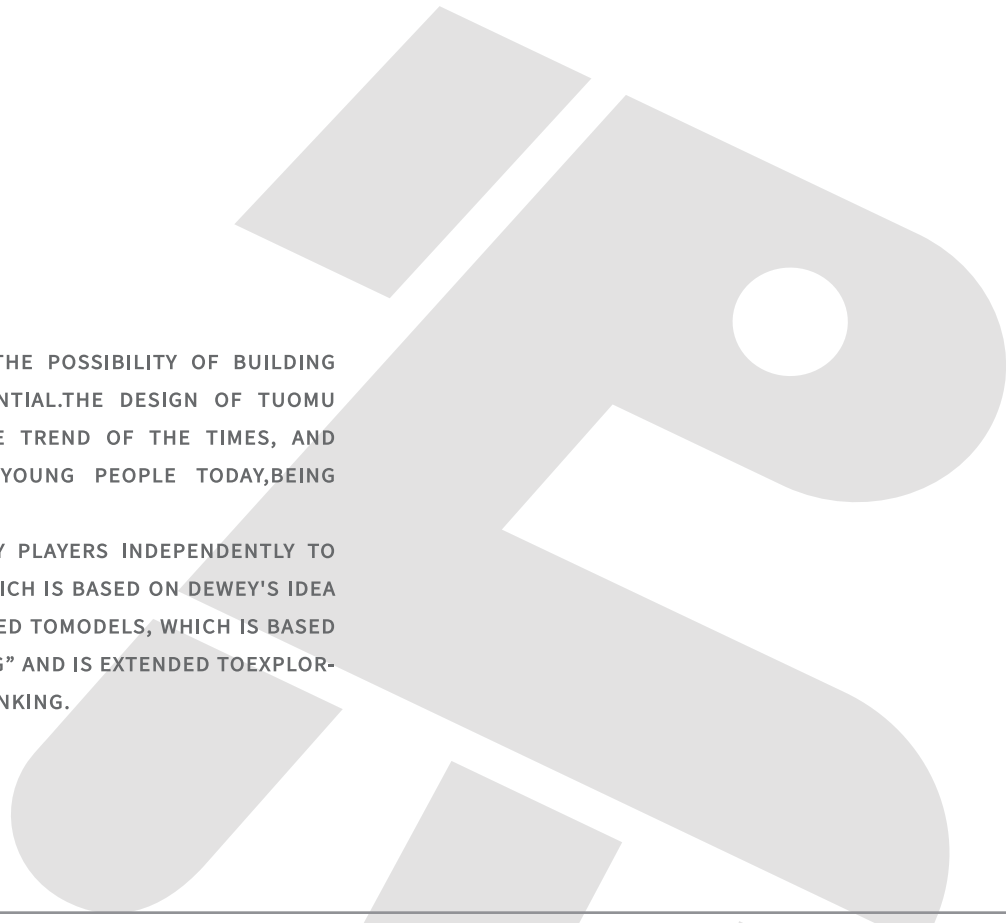 THE POSSIBILITY OF BUILDING
NTIAL.THE DESIGN OF TUOMU
E TREND OF THE TIMES, AND
YOUNG PEOPLE TODAY,BEING
Y PLAYERS INDEPENDENTLY TO
ICH IS BASED ON DEWEY'S IDEA
ED TOMODELS, WHICH IS BASED
G” AND IS EXTENDED TOEXPLOR-
NKING.